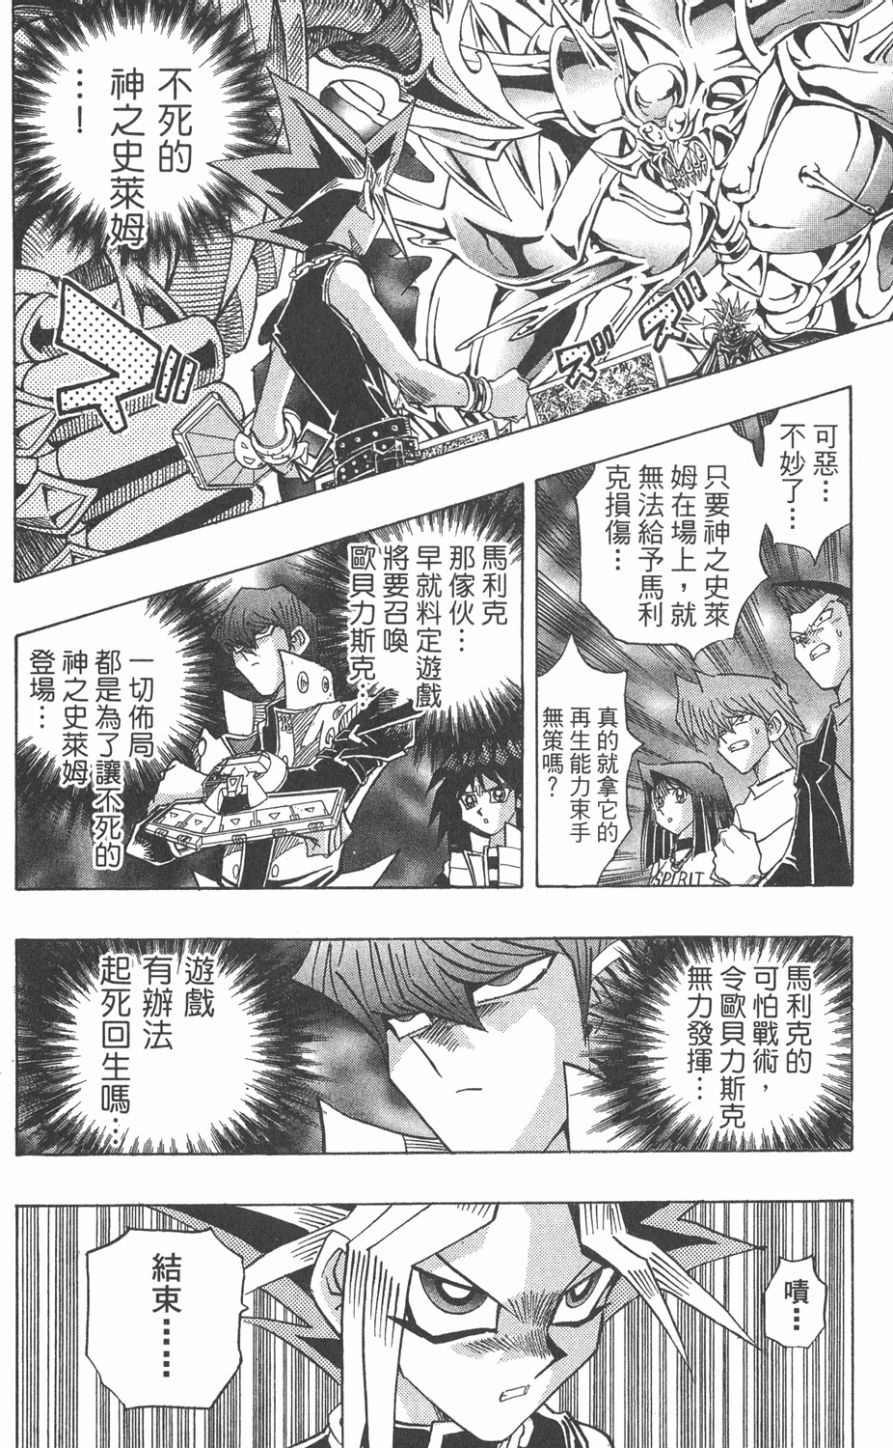 不死的
神之史萊姆
…！
ズズ
可惡…
不妙了…
只要神之史萊
姆在場上，就
無法給予馬利
克損傷…
真的就拿它的
再生能力束手
無策嗎？
SPIRIT
馬利克
那傢伙…
早就料定遊戲
將要召喚
歐貝力斯克…
一切佈局
都是為了讓不死的
神之史萊姆
登場…
馬利克的
可怕戰術，
令歐貝力斯克
無力發揮…
遊戲
有辦法
起死回生嗎…
嘖…
結束……